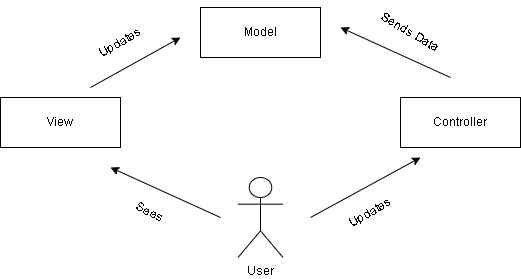 Model
Updates
Sends Data
View
Controller
Sees
Updates
User